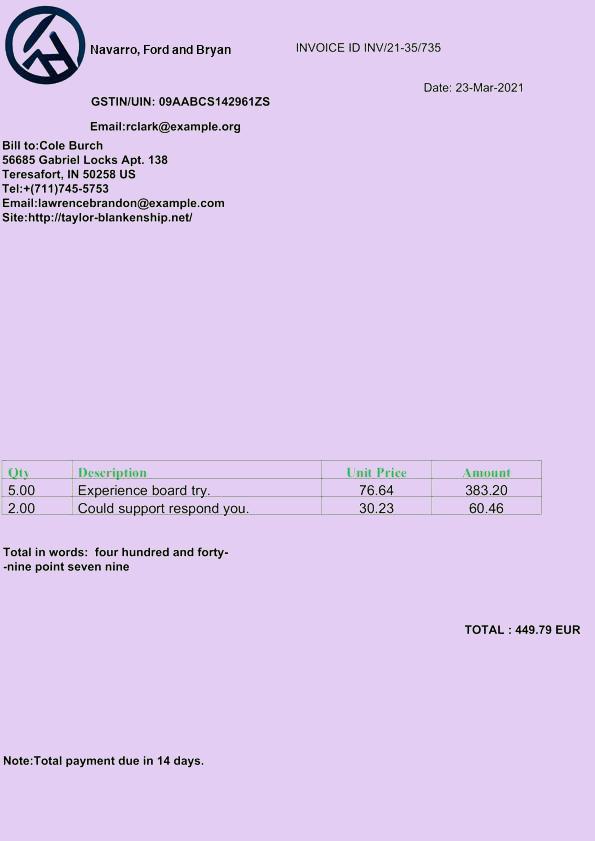 Navarro, Ford and Bryan
INVOICE ID INV/21-35/735
Date: 23-Mar-2021
GSTIN/UIN: 09AABCS142961ZS
Email:rclark@example.org
Bill to:Cole Burch
56685 Gabriel Locks Apt. 138
Teresafort, IN 50258 US
Tel:+(711)745-5753
Email:lawrencebrandon@example.com
Site:http://taylor-blankenship.net/
Qty Description Unit Price Amount
5.00 Experience board try. 76.64 383.20
2.00 Could support respond you. 30.23 60.46
Total in words: four hundred and forty-
-nine point seven nine
TOTAL : 449.79 EUR
Note:Total payment due in 14 days.